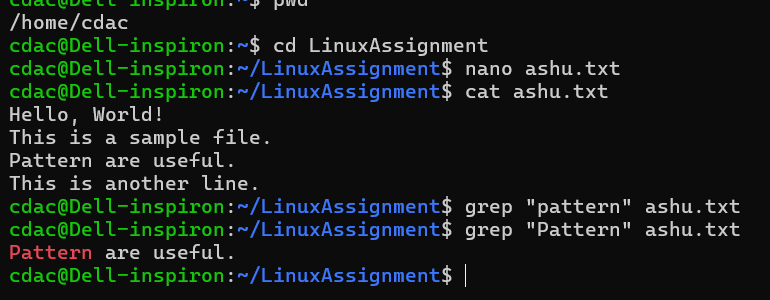 cdac@Dell-inspiron:~$ pwd
/home/cdac
cdac@Dell-inspiron:~$ cd LinuxAssignment
cdac@Dell-inspiron:~/LinuxAssignment$ nano ashu.txt
cdac@Dell-inspiron:~/LinuxAssignment$ cat ashu.txt
Hello, World!
This is a sample file.
Pattern are useful.
This is another line.
cdac@Dell-inspiron:~/LinuxAssignment$ grep "pattern" ashu.txt
cdac@Dell-inspiron:~/LinuxAssignment$ grep "Pattern" ashu.txt
Pattern are useful.
cdac@Dell-inspiron:~/LinuxAssignment$